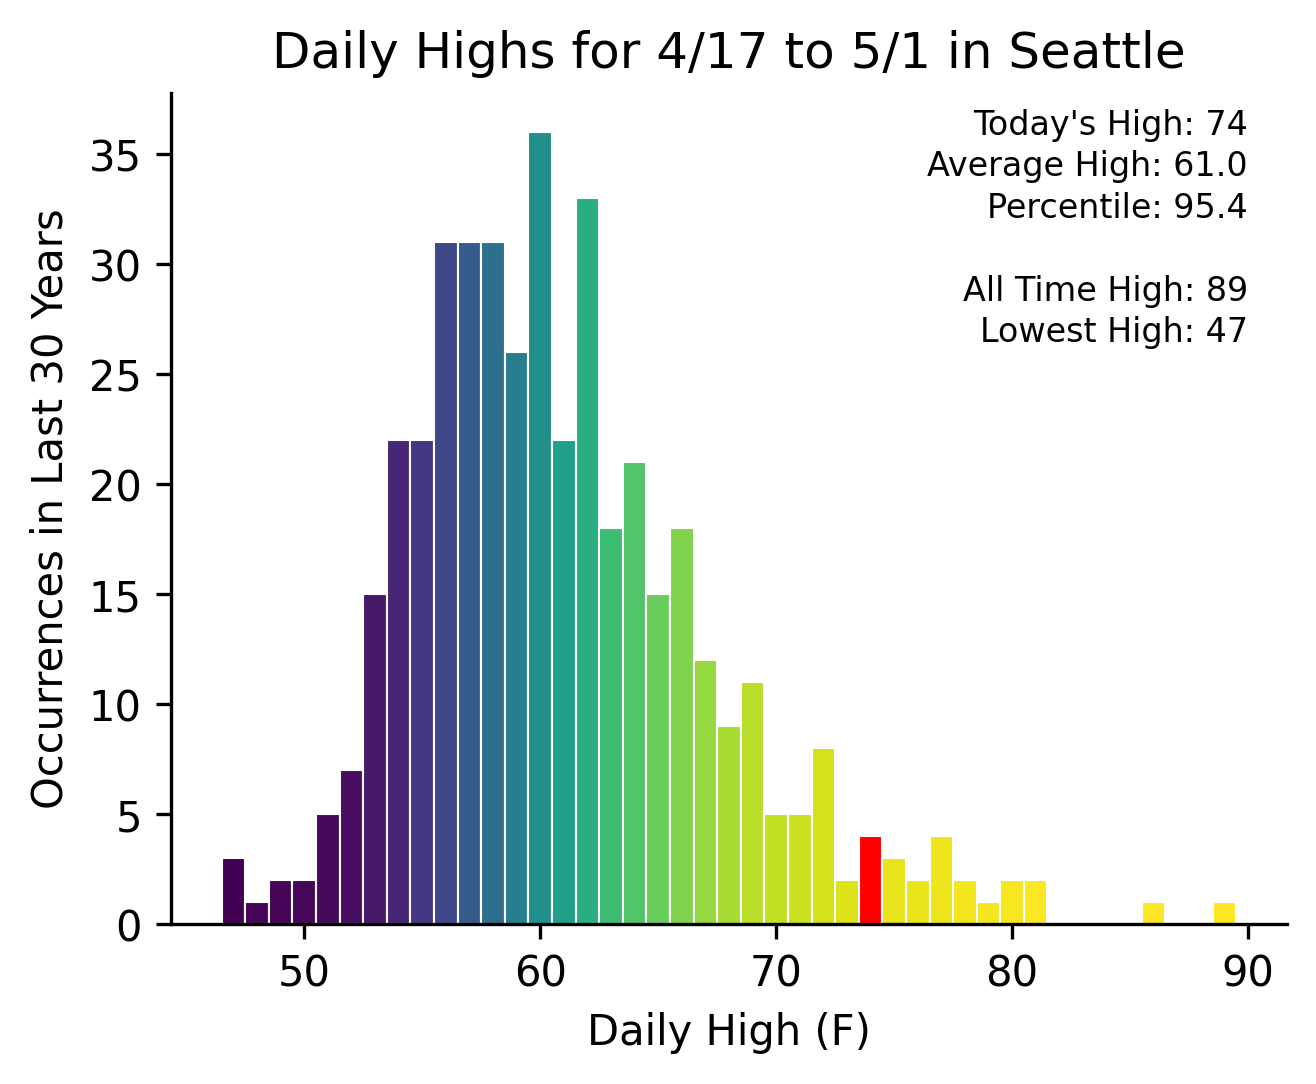 Daily Highs for 4/17 to 5/1 in Seattle
Today's High: 74
Average High: 61.0
Percentile: 95.4
All Time High: 89
Lowest High: 47
Occurrences in Last 30 Years
35
30
25
20
15
10
5
0
50 60 70 80 90
Daily High (F)